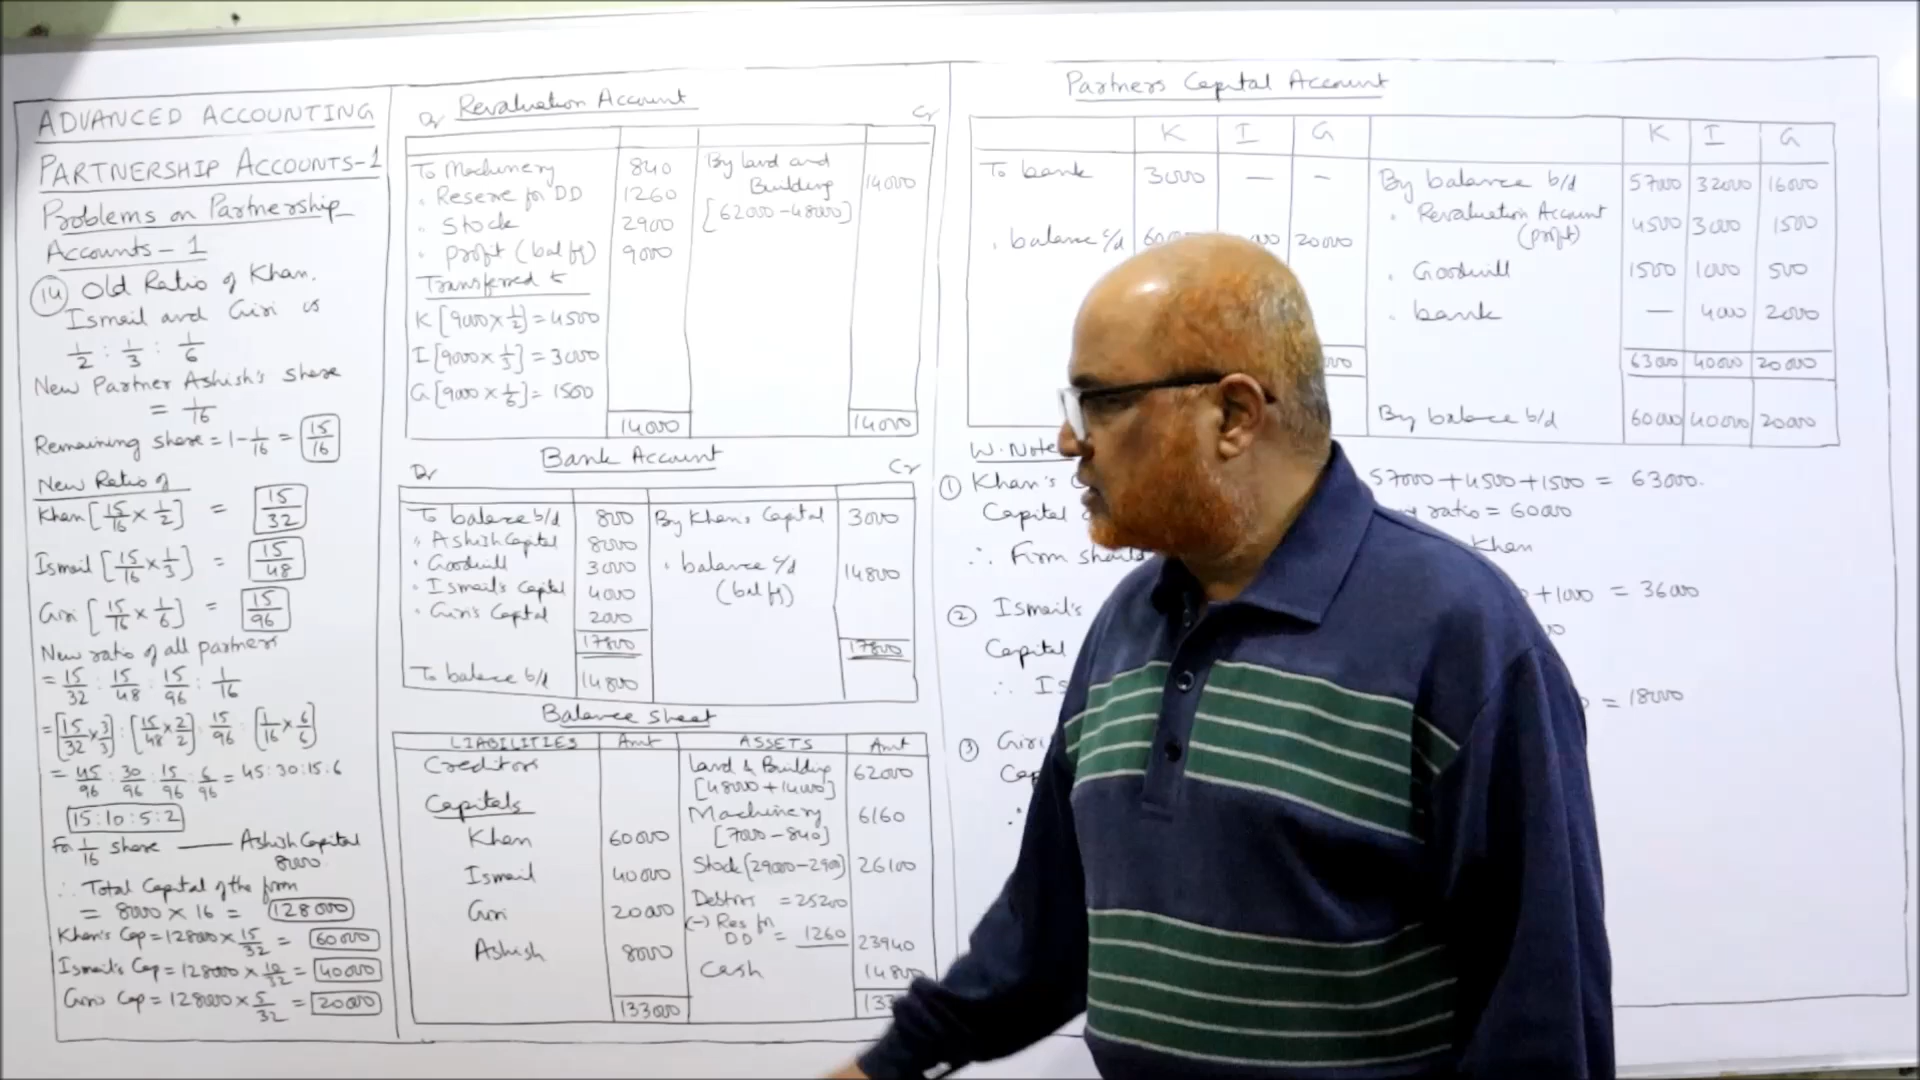 ADVANCED ACCOUNTING
PARTNERSHIP ACCOUNTS-1
Problems on Partnership
Accounts-1
14 Old Ratio of Khan,
Ismail and Giri is
1/2 : 1/3 : 1/6
New Partner Ashish's share
= 1/16
Remaining share = 1-1/16 = 15/16
New Ratio of
Khan [15/16 × 1/2] = 15/32
Ismail [15/16 × 1/3] = 15/48
Giri [15/16 × 1/6] = 15/96
New ratio of all partners
= 15/32 : 15/48 : 15/96 : 1/16
= [15/32 × 3/3] : [15/48 × 2/2] : 15/96 : [1/16 × 6/6]
= 45/96 : 30/96 : 15/96 : 6/96 = 45:30:15:6
15:10:5:2
For 1/16 share — Ashish Capital
8000
∴ Total Capital of the firm
= 8000 × 16 = 128000
Khan's Cap = 128000 × 15/32 = 60000
Ismail's Cap = 128000 × 10/32 = 40000
Giri's Cap = 128000 × 5/32 = 20000
Revaluation Account
Dr Cr
To Machinery 840 By land and
Building 14000
" Reserve for DD 1260 [62000-48000]
" Stock 2900
" profit (bal fg) 9000
Transferred to
K [9000 × 1/2] = 4500
I [9000 × 1/3] = 3000
G [9000 × 1/6] = 1500
14000 14000
Bank Account
Dr Cr
To balance b/d 800 By Khan's Capital 3000
" Ashish Capital 8000
" Goodwill 3000 " balance c/d 14800
" Ismail's Capital 4000 (bal fg)
" Giri's Capital 2000
17800 17800
To balance b/d 14800
Balance Sheet
LIABILITIES Amt ASSETS Amt
Creditors Land & Building 62000
[48000+14000]
Capitals Machinery 6160
Khan 60000 [7000-840]
Ismail 40000 Stock [29000-2900] 26100
Giri 20000 Debtors = 25200
(-) Res for
DD = 1260 23940
Ashish 8000 Cash 14800
133000 133
Partners Capital Account
K I G K I G
To bank 3000 — – By balance b/d 57000 32000 16000
" Revaluation Account
(profit) 4500 3000 1500
" balance c/d 60 00 20000
" Goodwill 1500 1000 500
" bank — 4000 2000
000 63000 40000 20000
By balance b/d 60000 40000 20000
W. Note
1 Khan's C 57000+4500+1500 = 63000.
Capital ratio = 60000
∴ Firm should Khan
2 Ismail's +1000 = 36000
Capital
∴ Is
3 Giri = 18000
Cap
∴